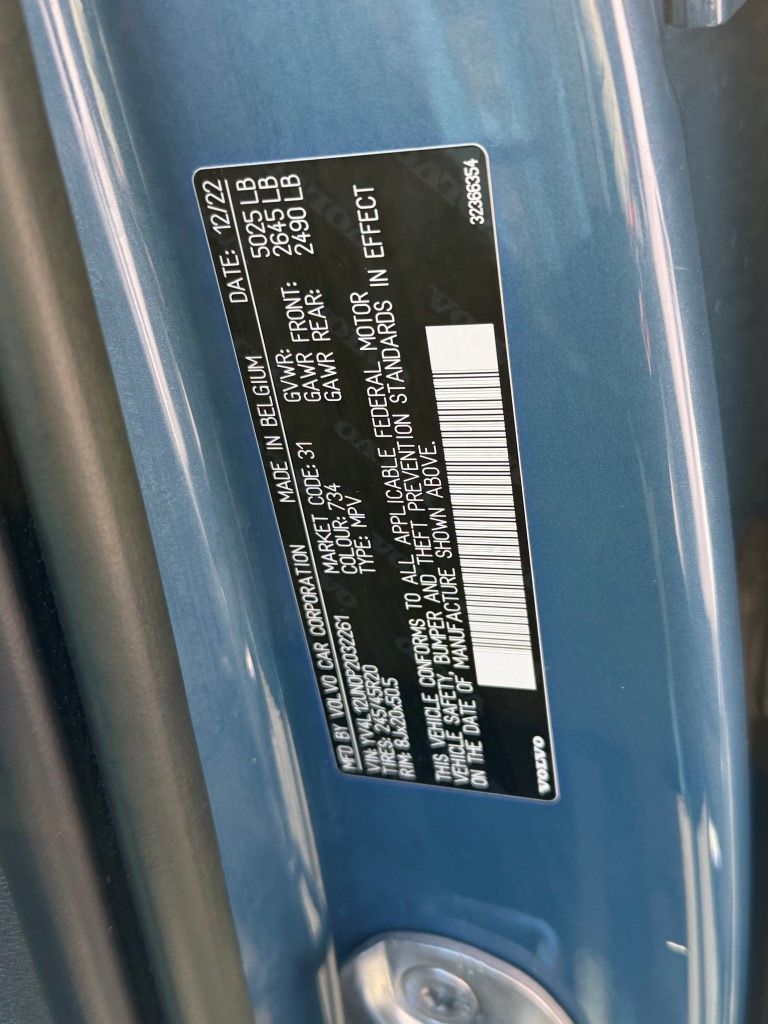 MFD BY VOLVO CAR CORPORATION MADE IN BELGIUM DATE: 12/22
VIN: YV4L12UN0P2032261 MARKET CODE: 31 GVWR: 5025 LB
TIRES: 245/45R20 COLOUR: 734 GAWR FRONT: 2645 LB
RIM: 8Jx20x50.5 TYPE: MPV GAWR REAR: 2490 LB
THIS VEHICLE CONFORMS TO ALL APPLICABLE FEDERAL MOTOR
VEHICLE SAFETY, BUMPER AND THEFT PREVENTION STANDARDS IN EFFECT
ON THE DATE OF MANUFACTURE SHOWN ABOVE.
VOLVO 32366354